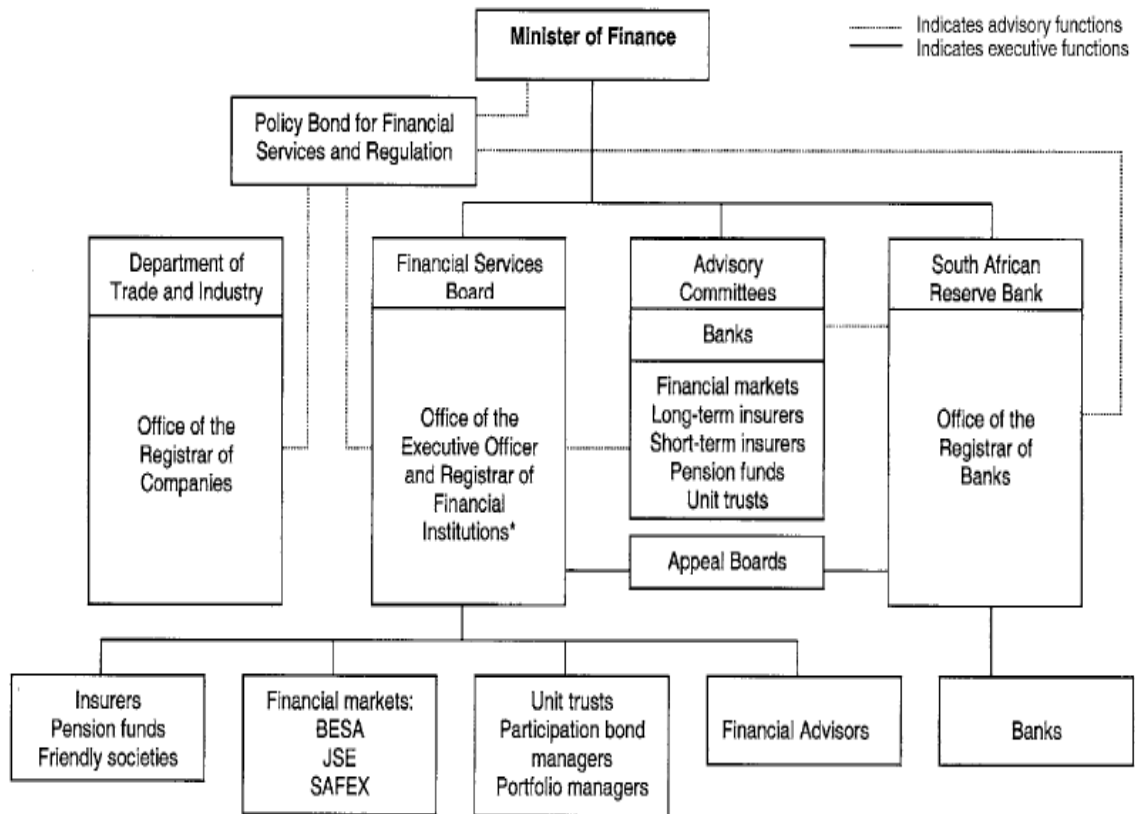 Minister of Finance
Indicates advisory functions
Indicates executive functions
Policy Bond for Financial
Services and Regulation
Department of
Trade and Industry
Office of the
Registrar of
Companies
Financial Services
Board
Office of the
Executive Officer
and Registrar of
Financial
Institutions*
Advisory
Committees
Banks
Financial markets
Long-term insurers
Short-term insurers
Pension funds
Unit trusts
Appeal Boards
South African
Reserve Bank
Office of the
Registrar of
Banks
Insurers
Pension funds
Friendly societies
Financial markets:
BESA
JSE
SAFEX
Unit trusts
Participation bond
managers
Portfolio managers
Financial Advisors
Banks